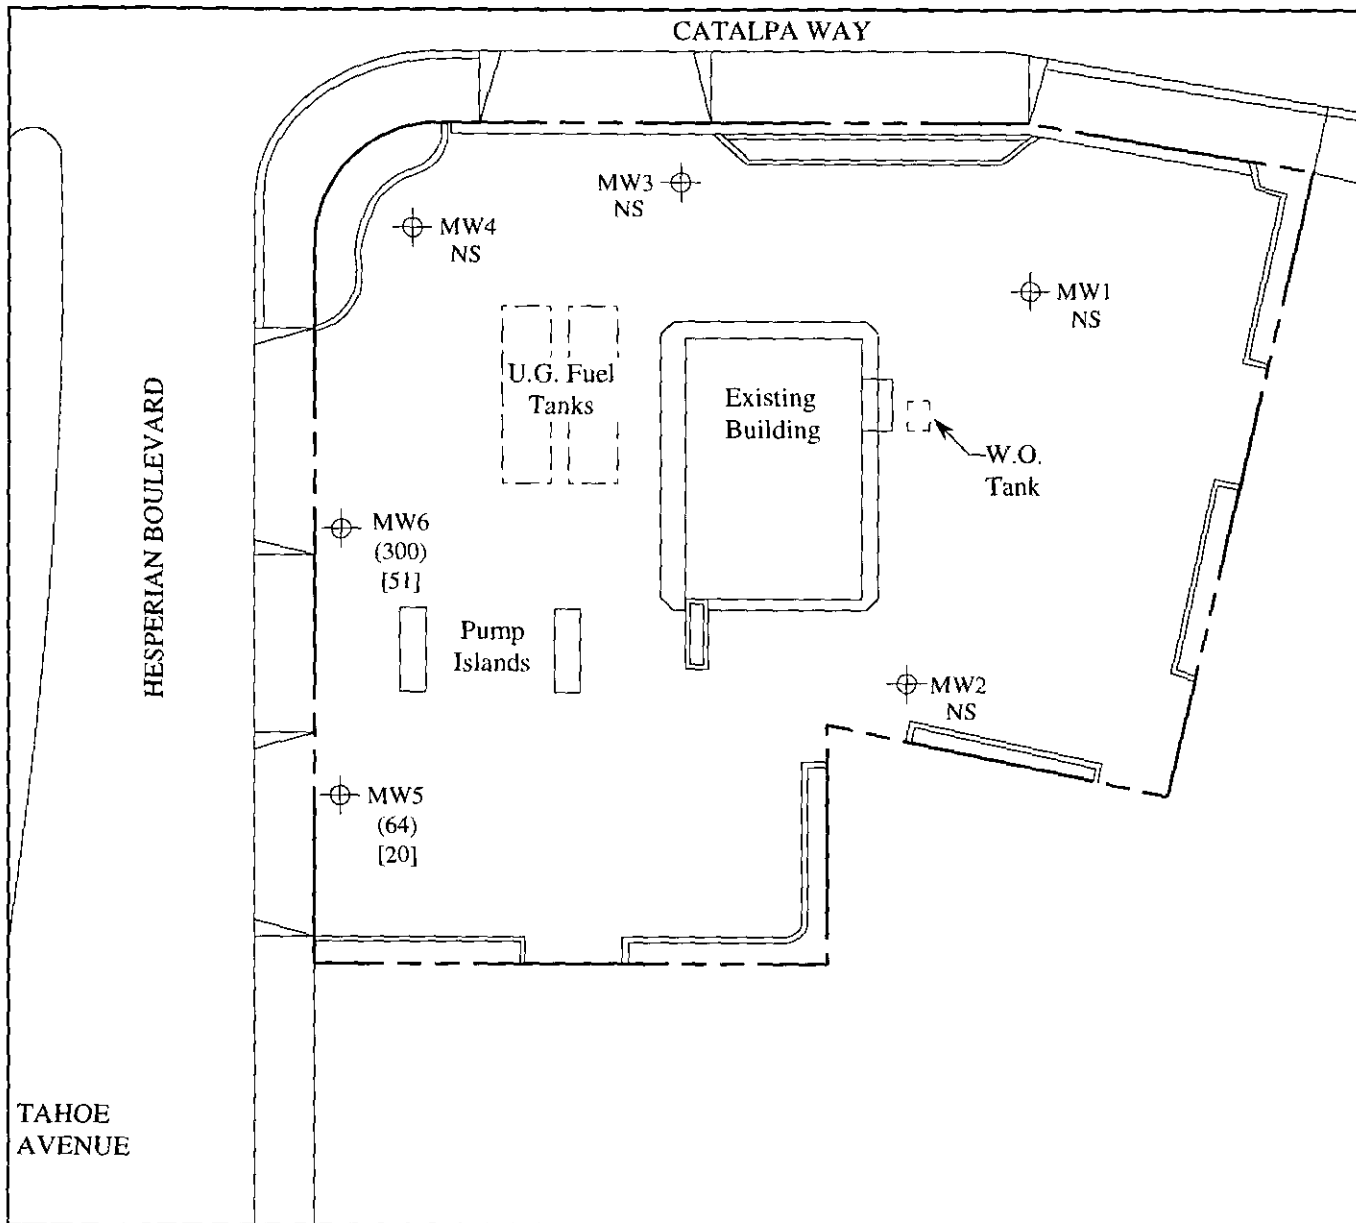 CATALPA WAY
MW3
NS
MW4
NS
MW1
NS
U.G. Fuel
Tanks
Existing
Building
W.O.
Tank
HESPERIAN BOULEVARD
MW6
(300)
[51]
Pump
Islands
MW2
NS
MW5
(64)
[20]
TAHOE
AVENUE